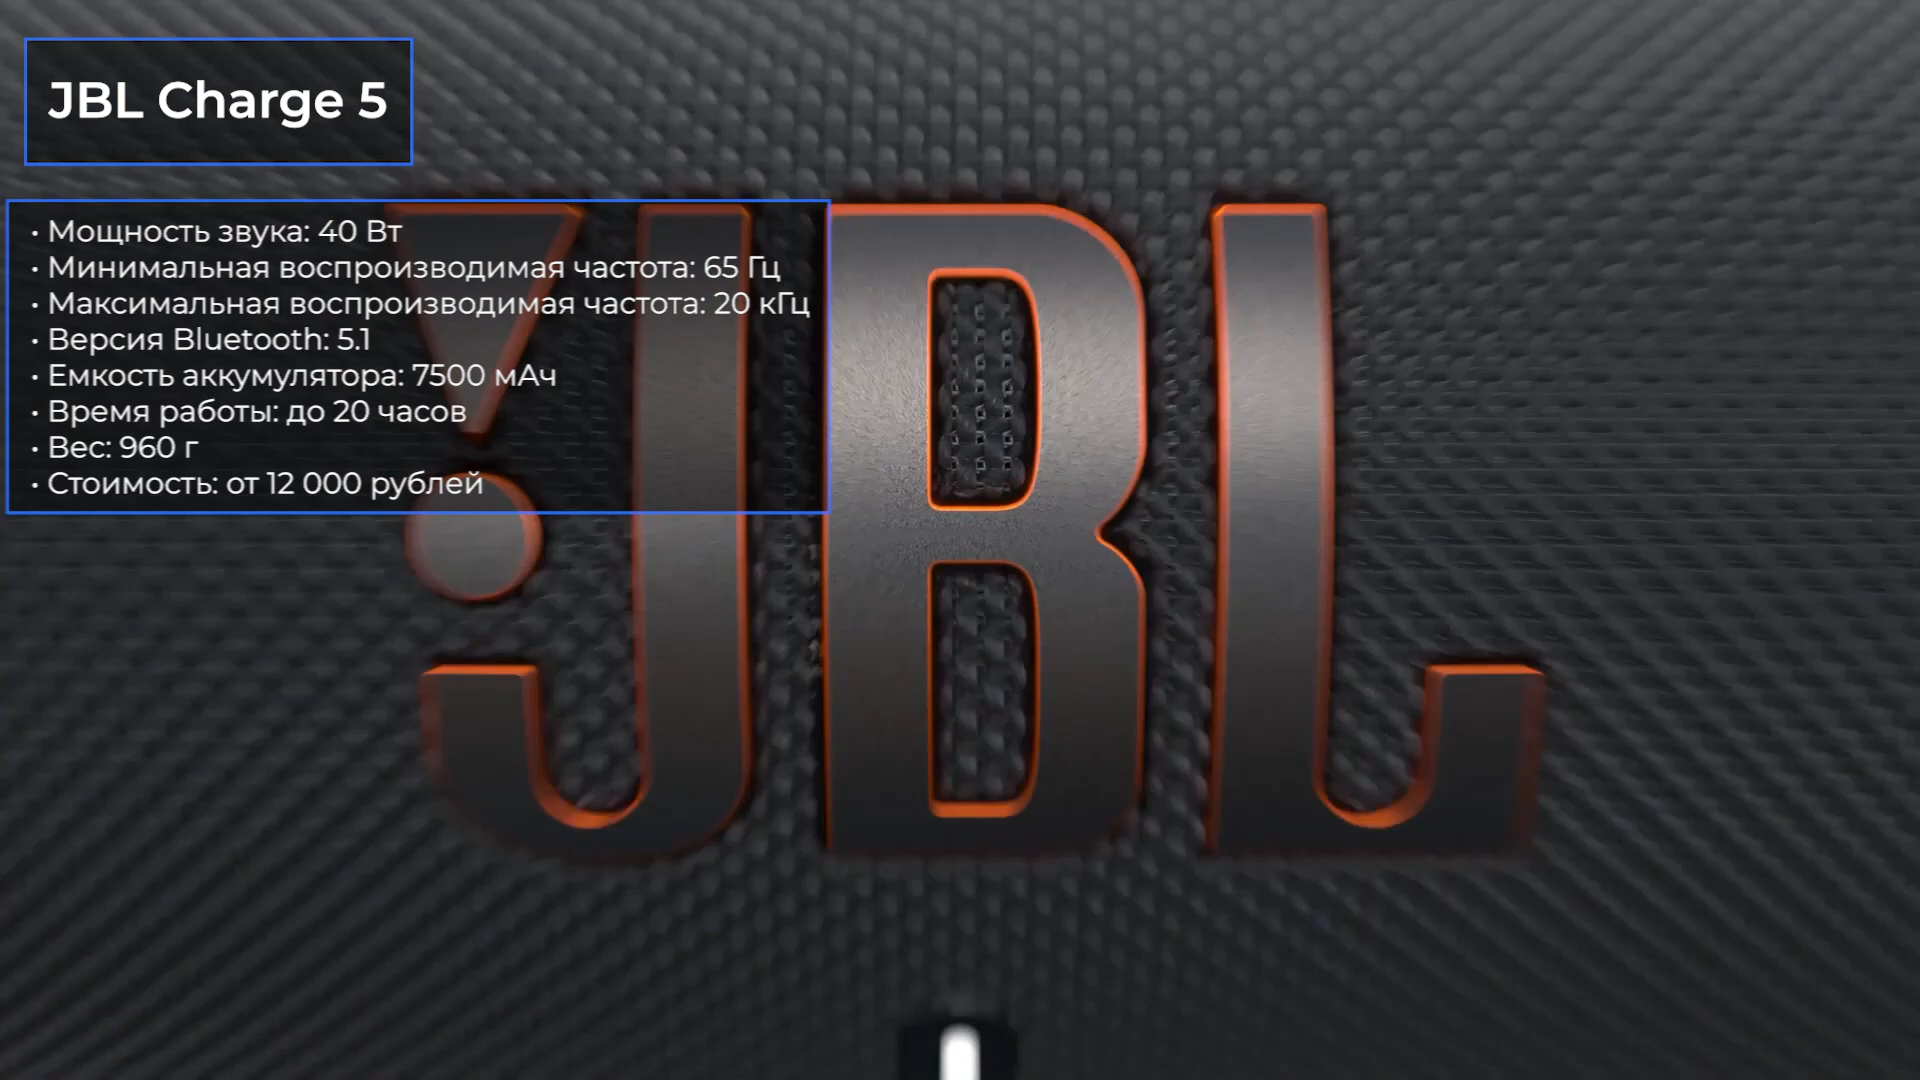 JBL Charge 5
• Мощность звука: 40 Вт
• Минимальная воспроизводимая частота: 65 Гц
• Максимальная воспроизводимая частота: 20 кГц
• Версия Bluetooth: 5.1
• Емкость аккумулятора: 7500 мАч
• Время работы: до 20 часов
• Вес: 960 г
• Стоимость: от 12 000 рублей
JBL